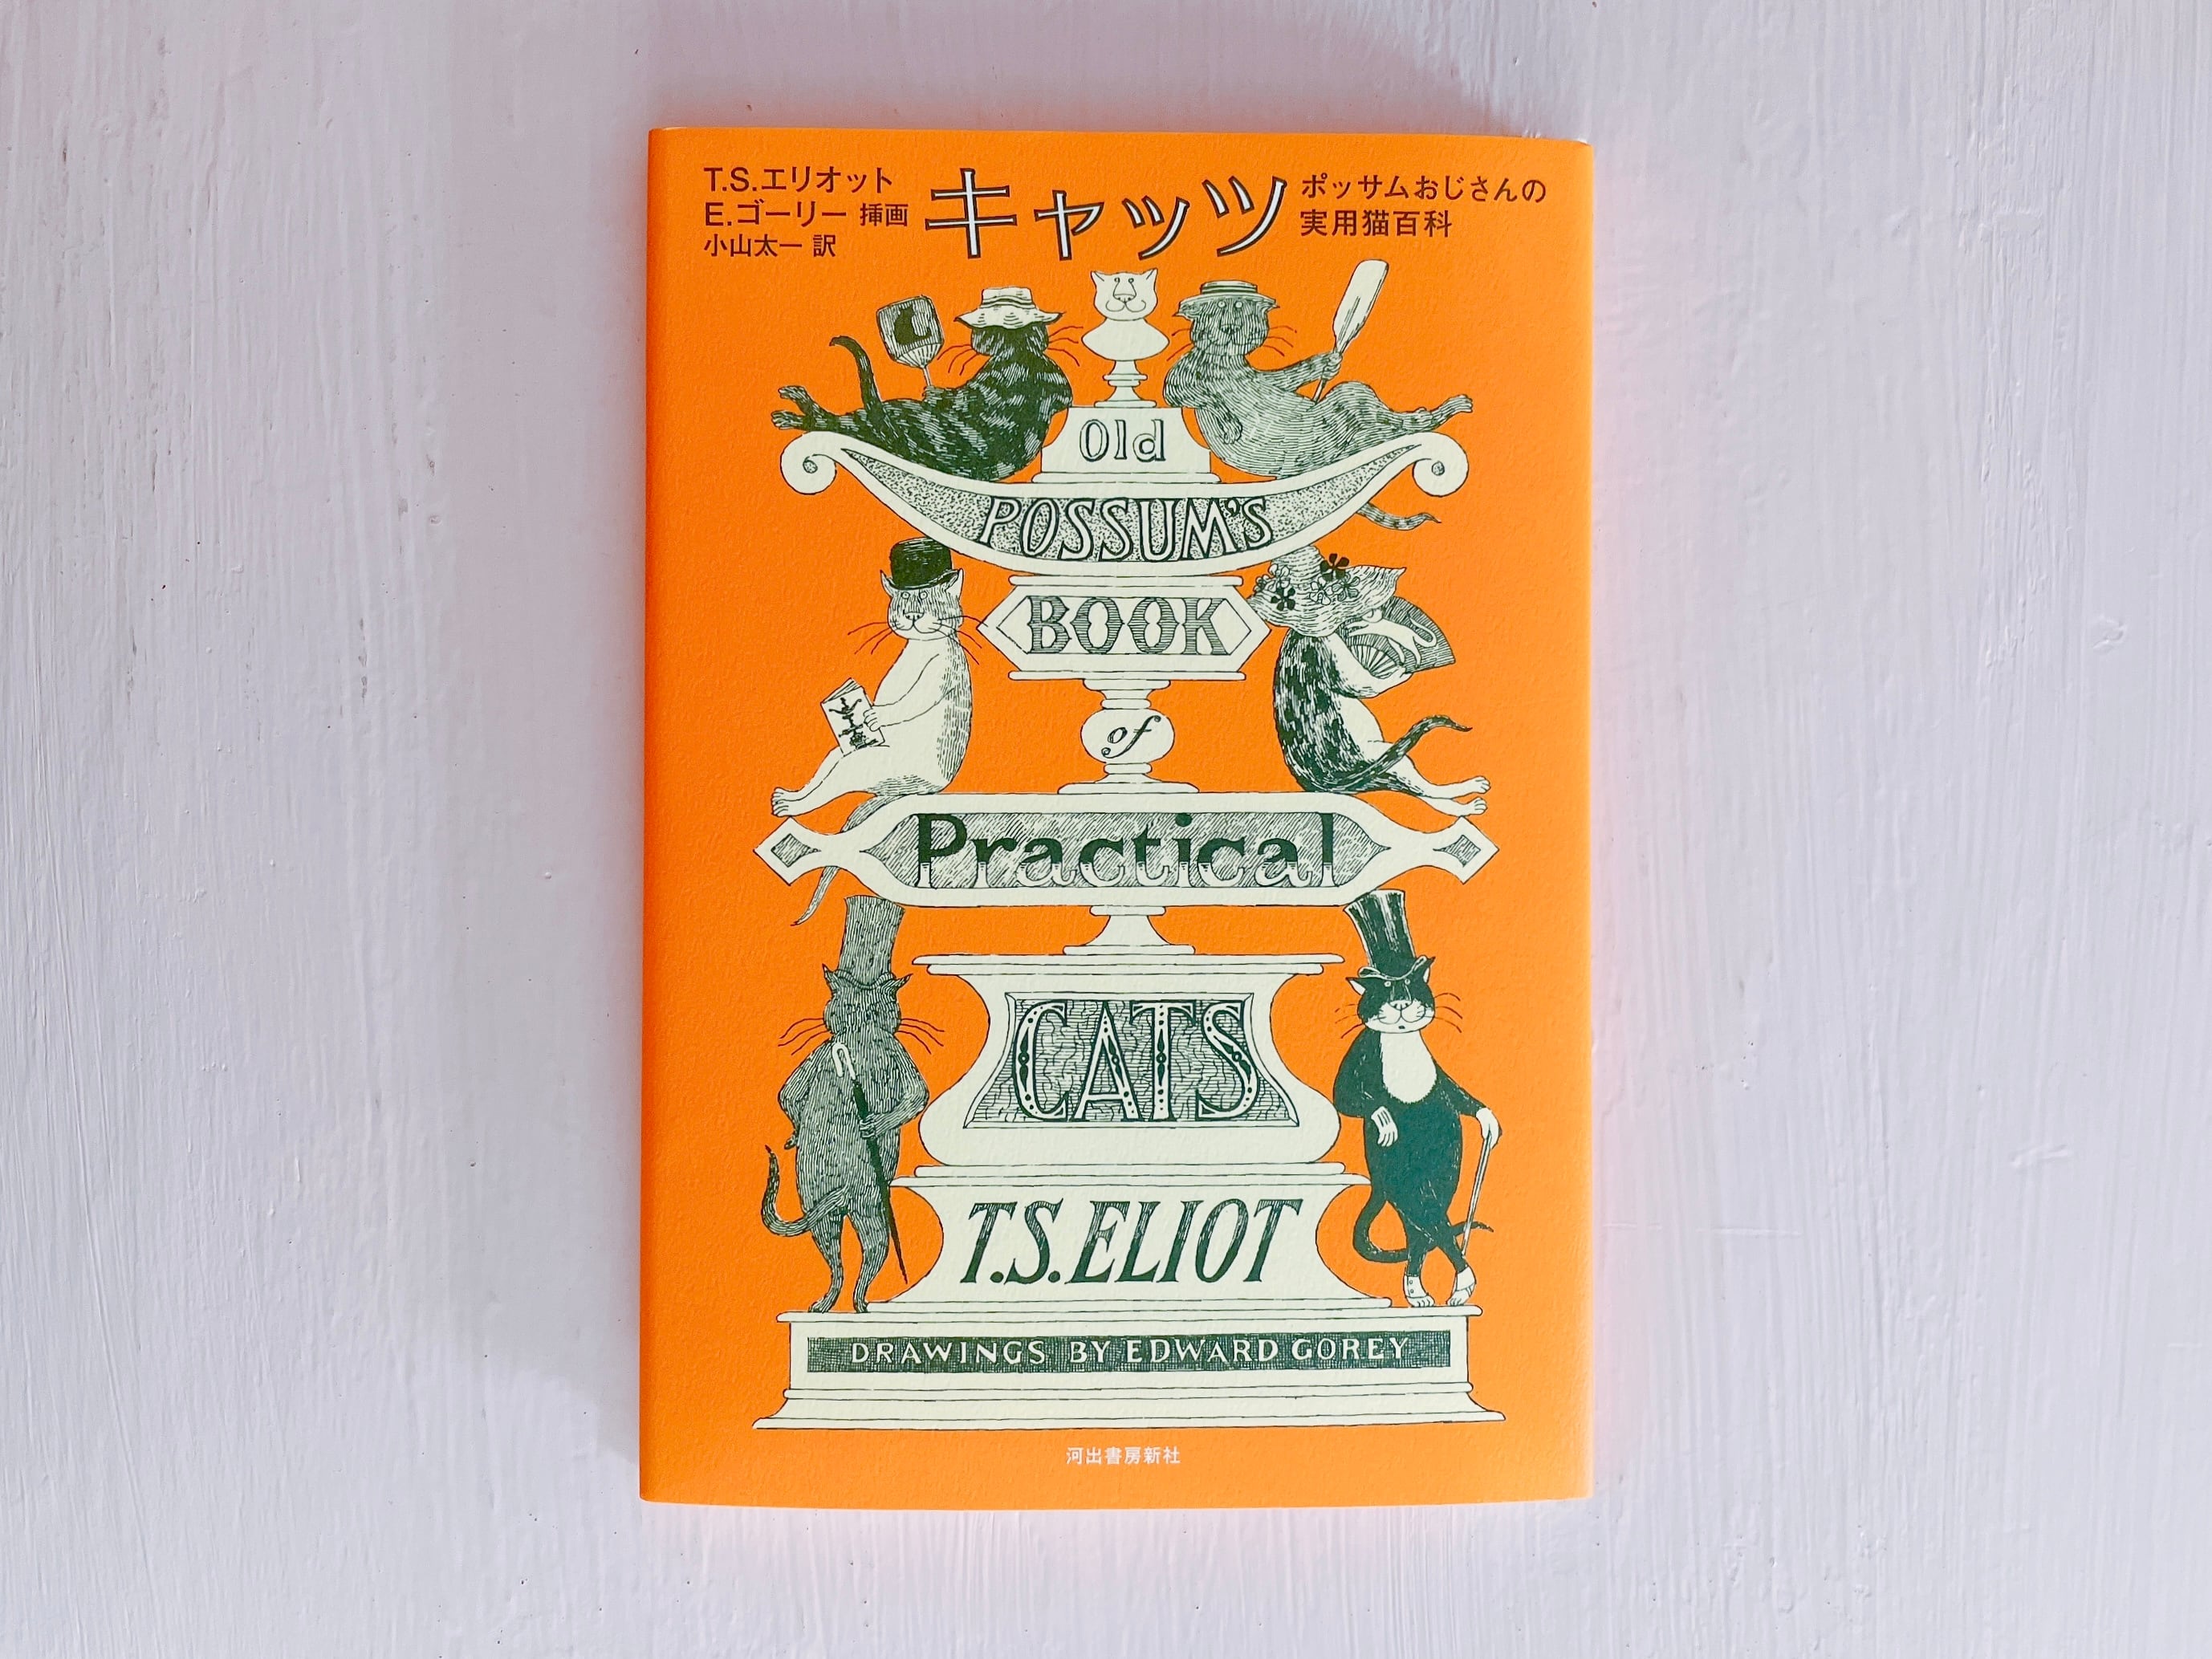 T.S.エリオット
E.ゴーリー 挿画
小山太一 訳
キャッツ
ポッサムおじさんの
実用猫百科
Old
POSSUM'S
BOOK
of
Practical
CATS
T.S. ELIOT
DRAWINGS BY EDWARD GOREY
河出書房新社